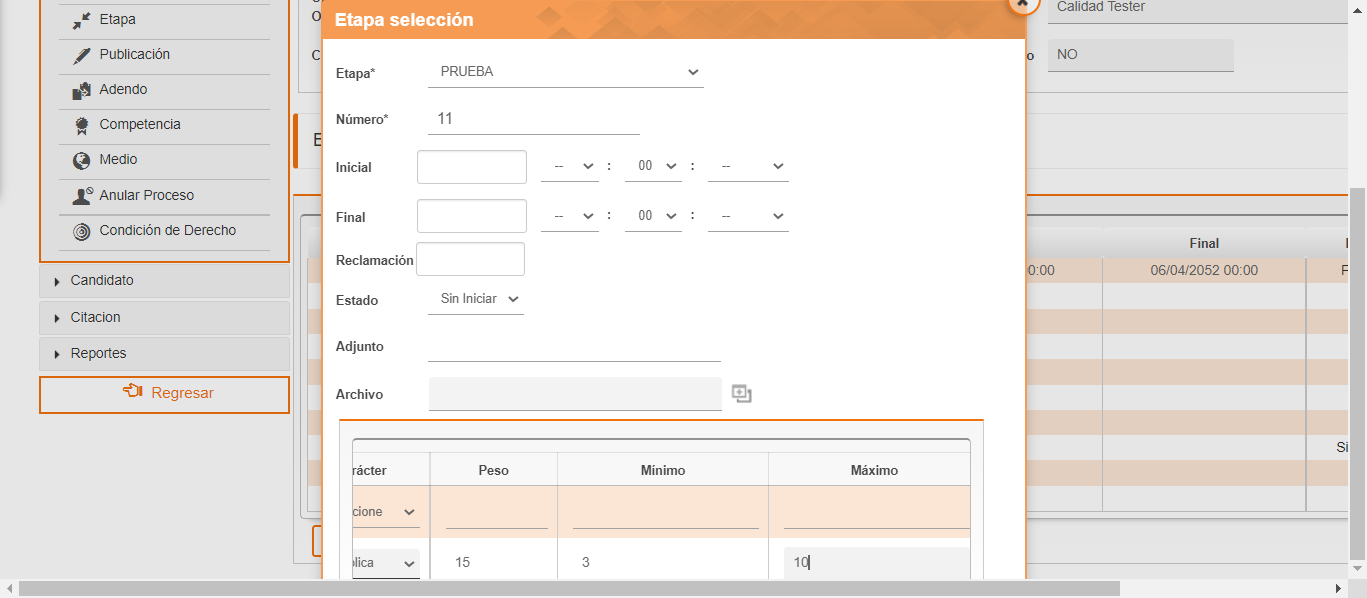 Etapa
Publicación
Adendo
Competencia
Medio
Anular Proceso
Condición de Derecho
Candidato
Citacion
Reportes
Regresar
Calidad Tester
NO
Etapa selección
Etapa* PRUEBA
Número* 11
Inicial -- : 00 : --
Final -- : 00 : --
Reclamación
Estado Sin Iniciar
Adjunto
Archivo
rácter Peso Mínimo Máximo
cione
lica 15 3 10
Final
0:00 06/04/2052 00:00 F
Si